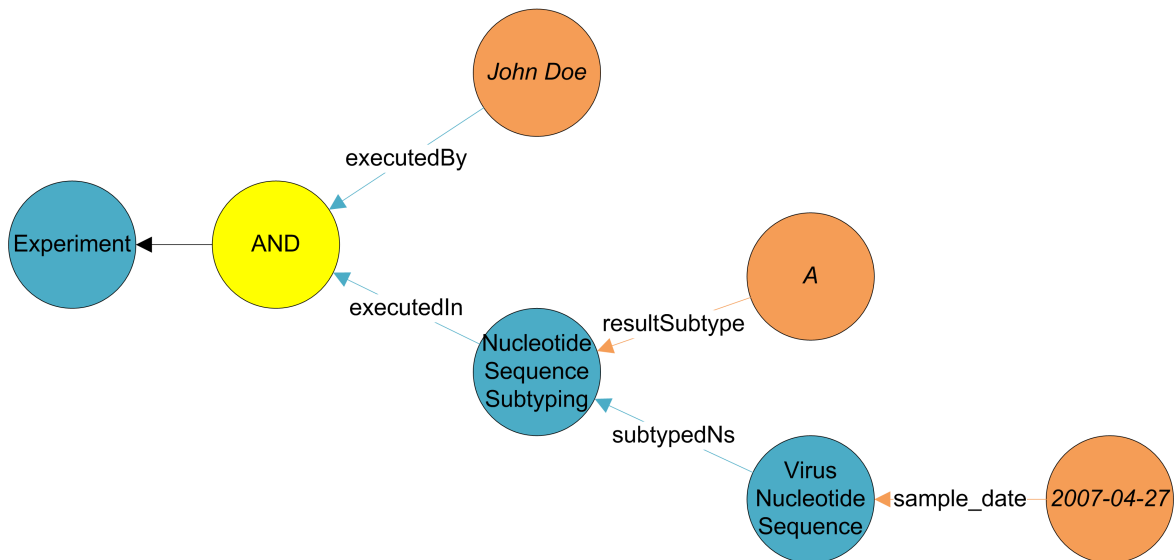 John Doe
executedBy
Experiment
AND
A
executedIn
resultSubtype
Nucleotide
Sequence
Subtyping
subtypedNs
Virus
Nucleotide
Sequence
sample_date
2007-04-27